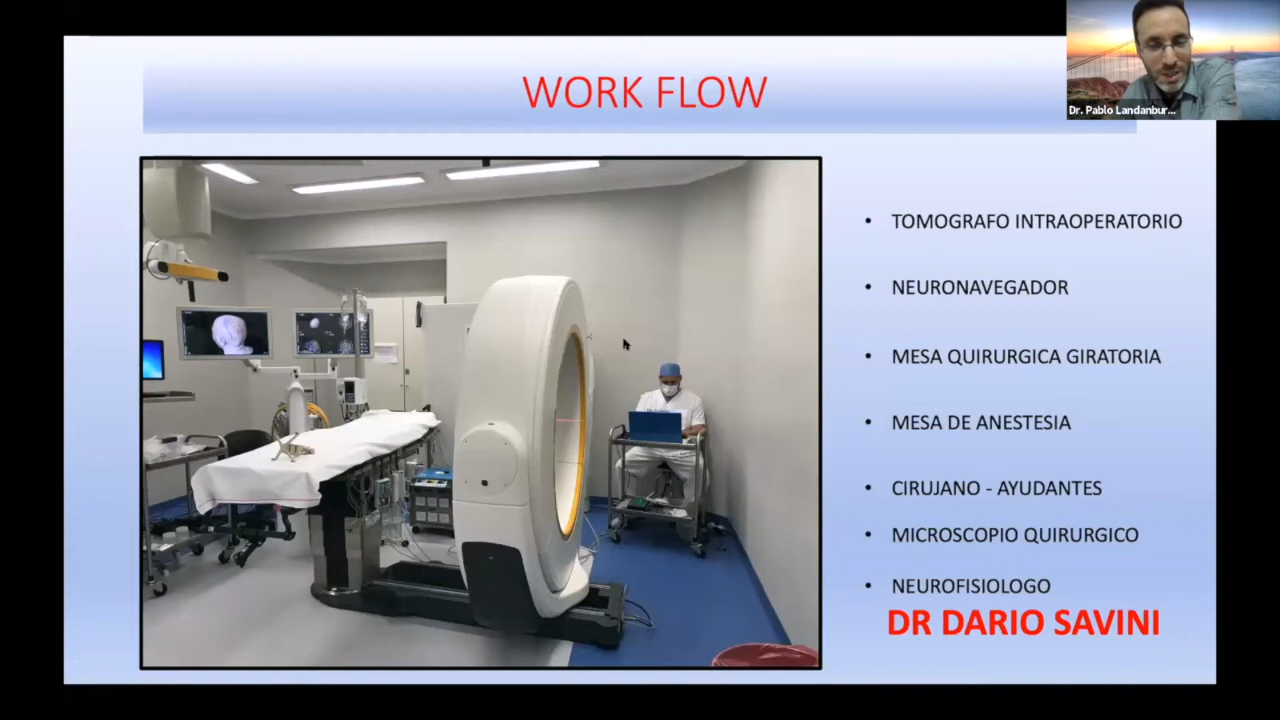 WORK FLOW
Dr. Pablo Landanbur...
• TOMOGRAFO INTRAOPERATORIO
• NEURONAVEGADOR
• MESA QUIRURGICA GIRATORIA
• MESA DE ANESTESIA
• CIRUJANO - AYUDANTES
• MICROSCOPIO QUIRURGICO
• NEUROFISIOLOGO
DR DARIO SAVINI